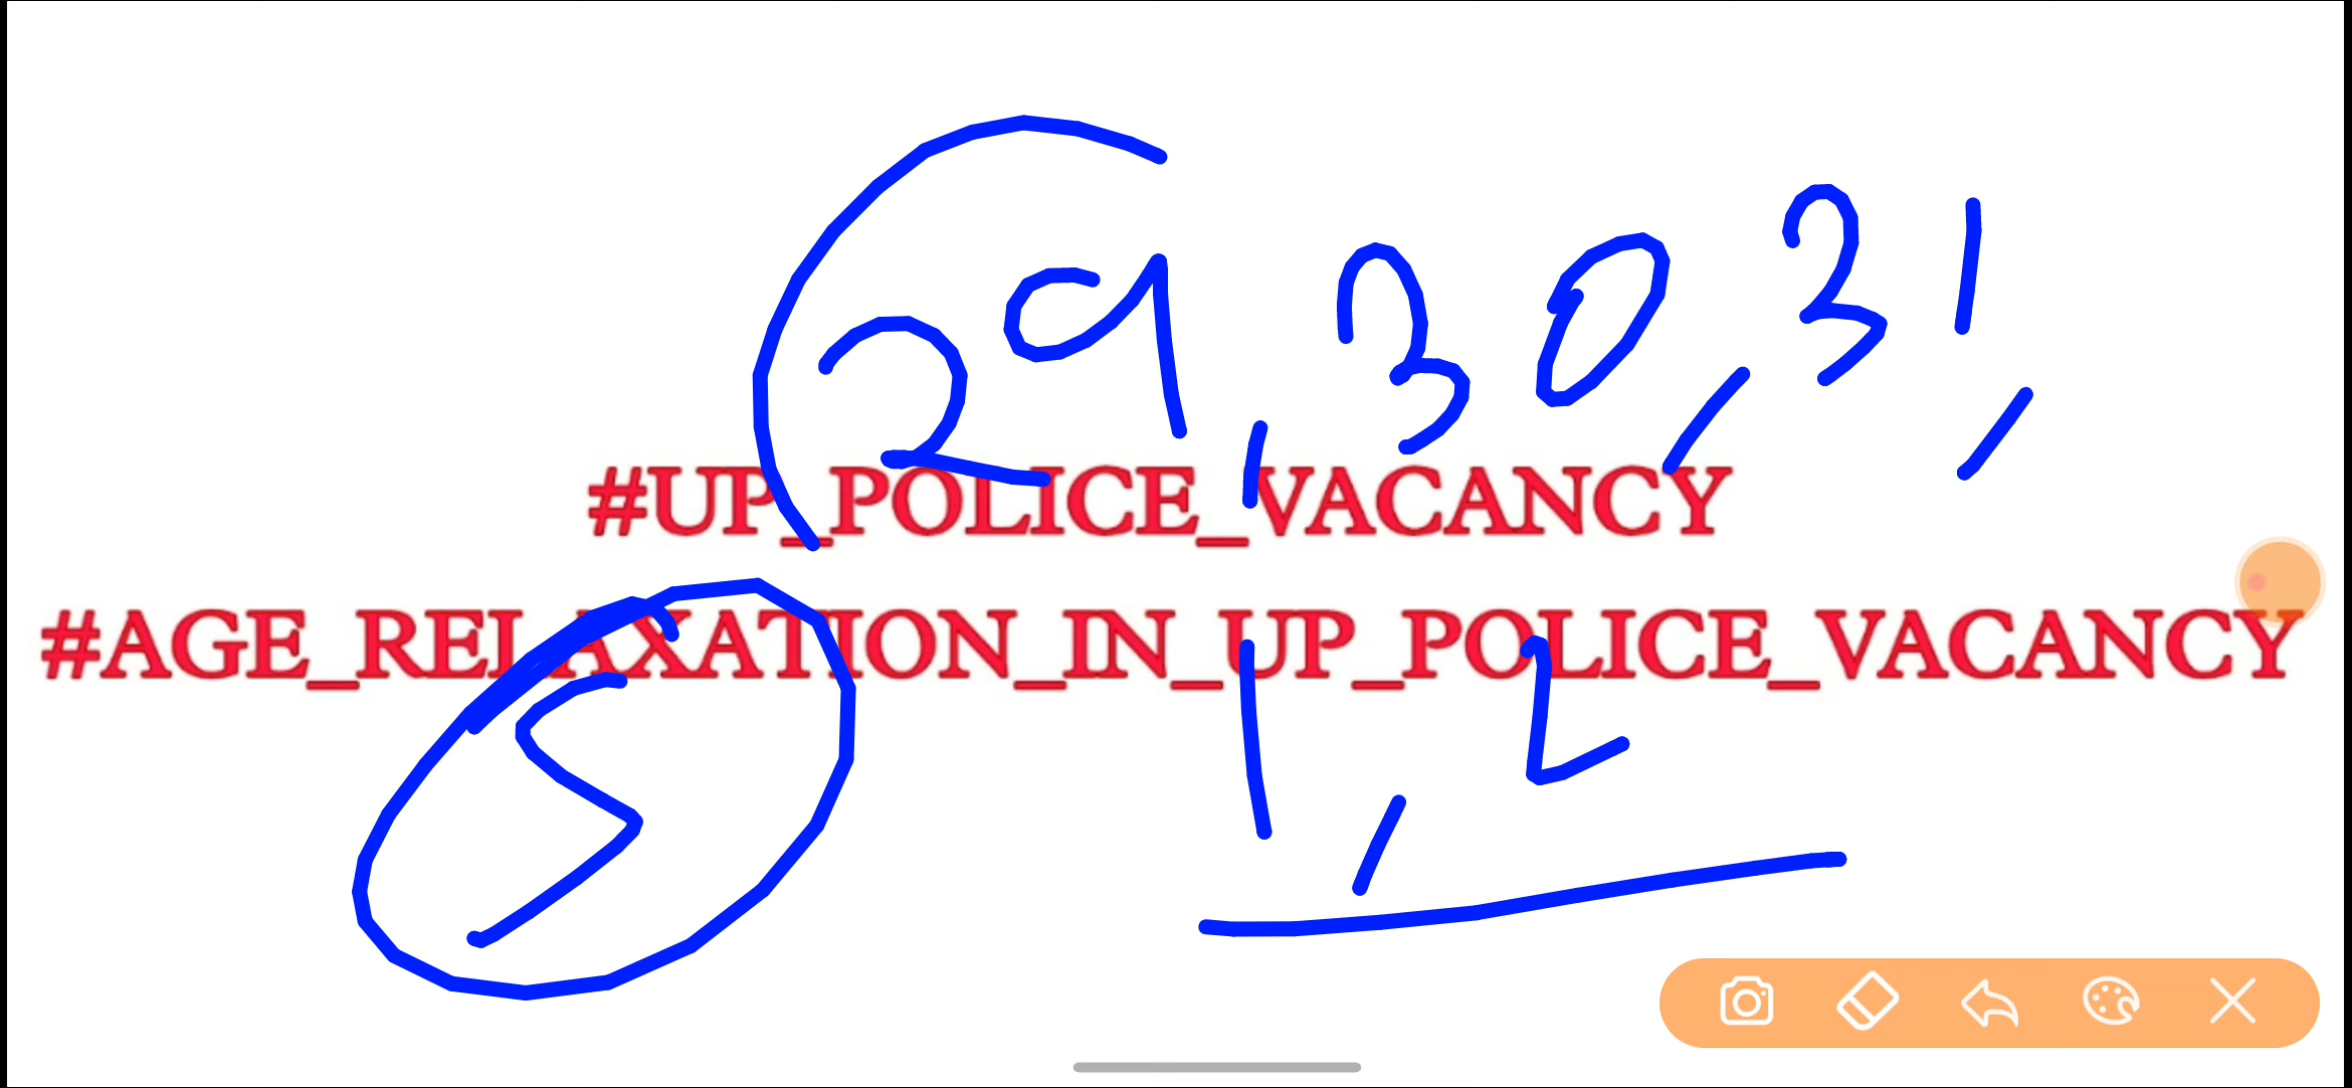 29, 30, 31,
#UP_POLICE_VACANCY
#AGE_RELAXATION_IN_UP_POLICE_VACANCY
5 1, 2